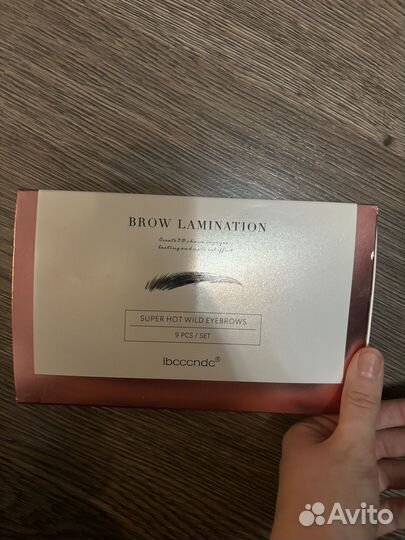 BROW LAMINATION
SUPER HOT WILD EYEBROWS
9 PCS / SET
Ibcccndc®
Avito